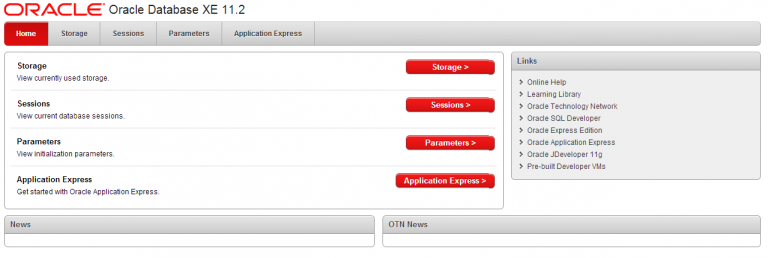 ORACLE® Oracle Database XE 11.2
Home Storage Sessions Parameters Application Express
Storage
View currently used storage.
Storage >
Sessions
View current database sessions.
Sessions >
Parameters
View initialization parameters.
Parameters >
Application Express
Get started with Oracle Application Express.
Application Express >
Links
Online Help
Learning Library
Oracle Technology Network
Oracle SQL Developer
Oracle Express Edition
Oracle Application Express
Oracle JDeveloper 11g
Pre-built Developer VMs
News
OTN News